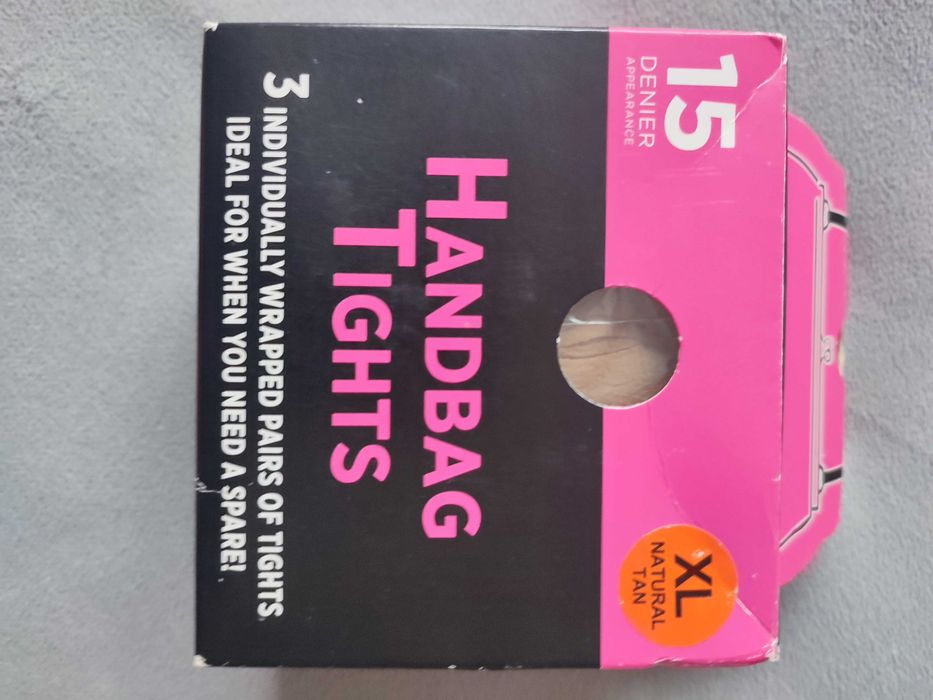 15
DENIER
APPEARANCE
XL
NATURAL
TAN
HANDBAG
TIGHTS
3 INDIVIDUALLY WRAPPED PAIRS OF TIGHTS
IDEAL FOR WHEN YOU NEED A SPARE!